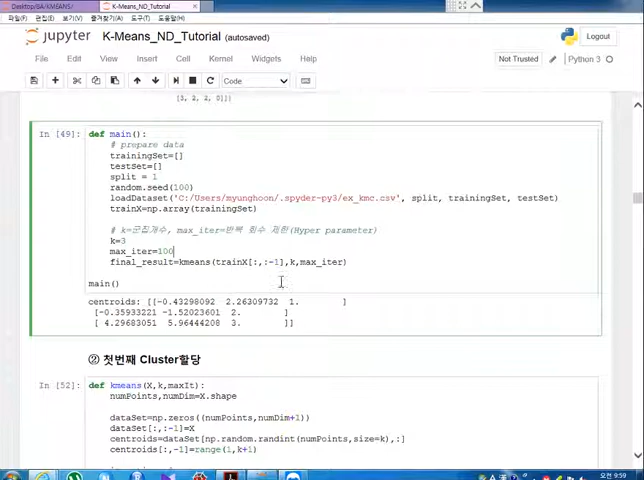 Desktop/BA/KMEANS/
K-Means_ND_Tutorial
파일(F) 편집(E) 보기(V) 즐겨찾기(A) 도구(T) 도움말(H)
jupyter K-Means_ND_Tutorial (autosaved)
Logout
File Edit View Insert Cell Kernel Widgets Help
Not Trusted Python 3
Code
[3, 2, 2, 0]])
In [49]: def main():
# prepare data
trainingSet=[]
testSet=[]
split = 1
random.seed(100)
loadDataset('C:/Users/myunghoon/.spyder-py3/ex_kmc.csv', split, trainingSet, testSet)
trainX=np.array(trainingSet)
# k=군집개수, max_iter=반복 회수 제한(Hyper parameter)
k=3
max_iter=100
final_result=kmeans(trainX[:,:-1],k,max_iter)
main()
centroids: [[-0.43298092 2.26309732 1. ]
[-0.35933221 -1.52023601 2. ]
[ 4.29683051 5.96444208 3. ]]
② 첫번째 Cluster할당
In [52]: def kmeans(X,k,maxIt):
numPoints,numDim=X.shape
dataSet=np.zeros((numPoints,numDim+1))
dataSet[:,:-1]=X
centroids=dataSet[np.random.randint(numPoints,size=k),:]
centroids[:,-1]=range(1,k+1)
오전 9:59